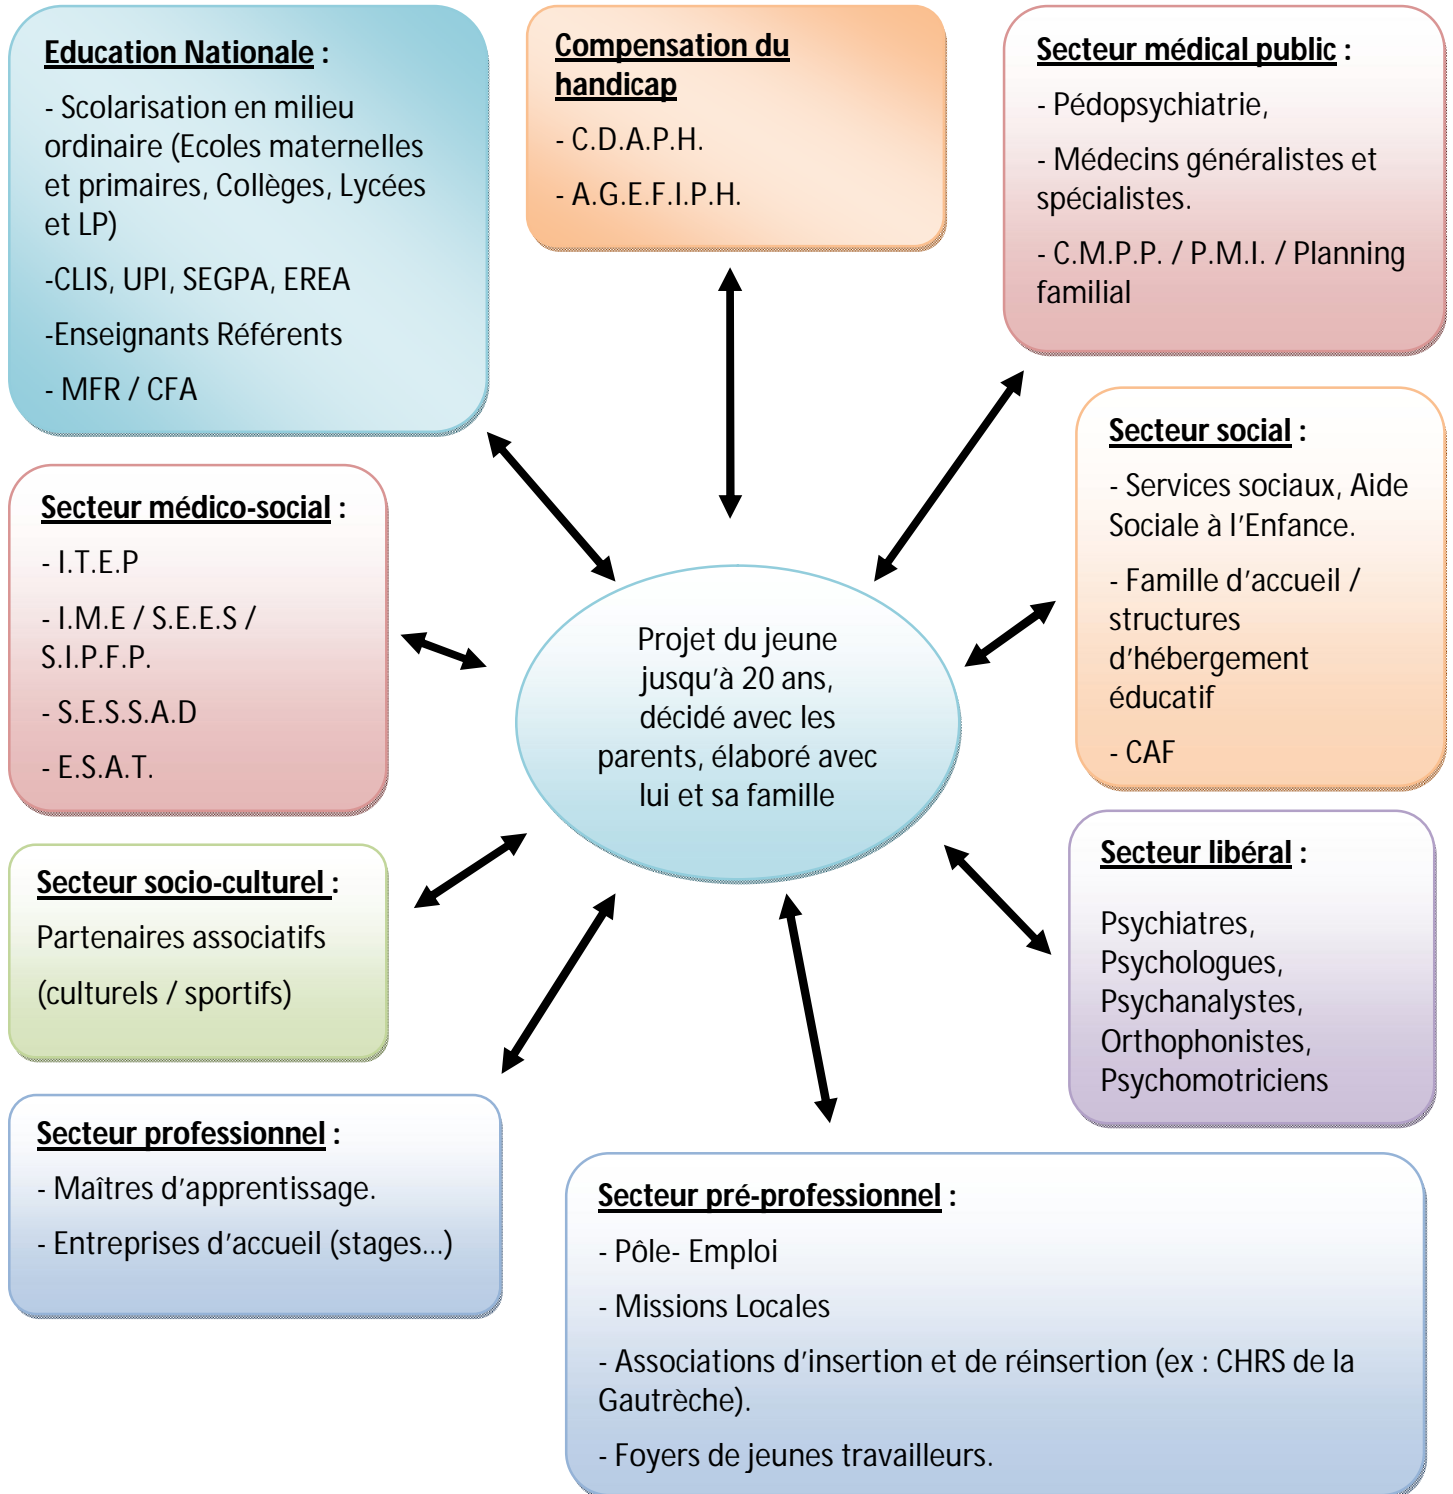 Education Nationale :
- Scolarisation en milieu
ordinaire (Ecoles maternelles
et primaires, Collèges, Lycées
et LP)
-CLIS, UPI, SEGPA, EREA
-Enseignants Référents
- MFR / CFA
Compensation du
handicap
- C.D.A.P.H.
- A.G.E.F.I.P.H.
Secteur médical public :
- Pédopsychiatrie,
- Médecins généralistes et
spécialistes.
- C.M.P.P. / P.M.I. / Planning
familial
Secteur médico-social :
- I.T.E.P
- I.M.E / S.E.E.S /
S.I.P.F.P.
- S.E.S.S.A.D
- E.S.A.T.
Projet du jeune
jusqu’à 20 ans,
décidé avec les
parents, élaboré avec
lui et sa famille
Secteur social :
- Services sociaux, Aide
Sociale à l’Enfance.
- Famille d’accueil /
structures
d’hébergement
éducatif
- CAF
Secteur socio-culturel :
Partenaires associatifs
(culturels / sportifs)
Secteur libéral :
Psychiatres,
Psychologues,
Psychanalystes,
Orthophonistes,
Psychomotriciens
Secteur professionnel :
- Maîtres d’apprentissage.
- Entreprises d’accueil (stages...)
Secteur pré-professionnel :
- Pôle- Emploi
- Missions Locales
- Associations d’insertion et de réinsertion (ex : CHRS de la
Gautrèche).
- Foyers de jeunes travailleurs.